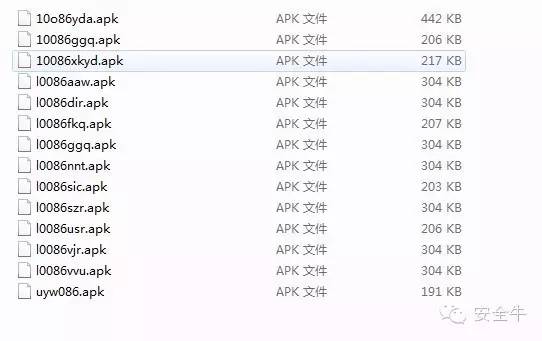 10o86yda.apk APK 文件 442 KB
10086ggq.apk APK 文件 206 KB
10086xkyd.apk APK 文件 217 KB
l0086aaw.apk APK 文件 304 KB
l0086dir.apk APK 文件 304 KB
l0086fkq.apk APK 文件 207 KB
l0086ggq.apk APK 文件 304 KB
l0086nnt.apk APK 文件 304 KB
l0086sic.apk APK 文件 203 KB
l0086szr.apk APK 文件 304 KB
l0086usr.apk APK 文件 206 KB
l0086vjr.apk APK 文件 304 KB
l0086vvu.apk APK 文件 304 KB
uyw086.apk APK 文件 191 KB
安全牛